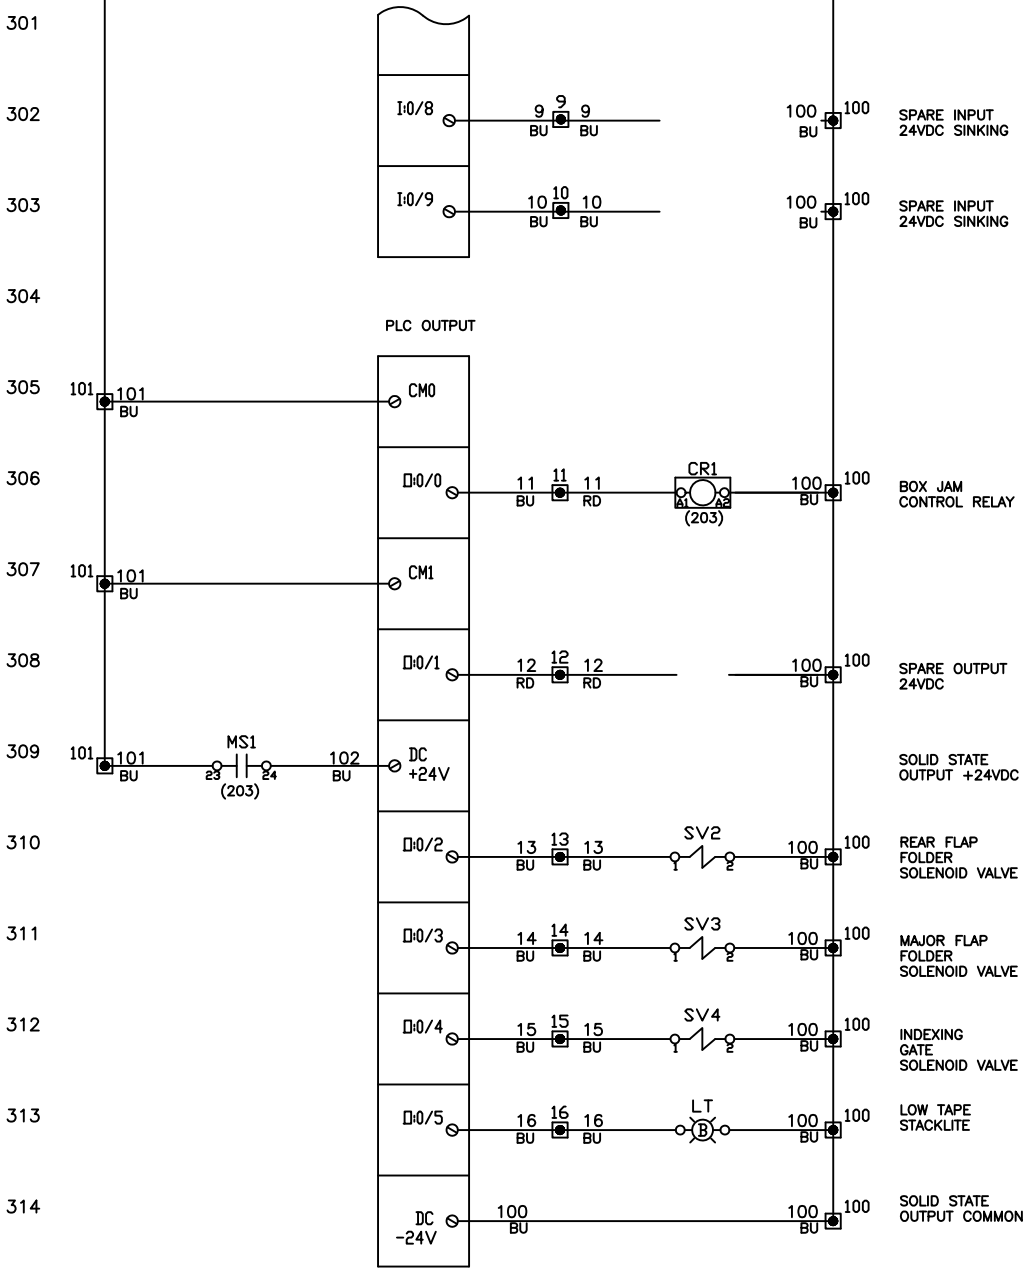 301
302
I:0/8
9
BU
9
9
BU
100
BU
100
SPARE INPUT
24VDC SINKING
303
I:0/9
10
BU
10
10
BU
100
BU
100
SPARE INPUT
24VDC SINKING
304
PLC OUTPUT
305
101
101
BU
CM0
306
O:0/0
11
BU
11
11
RD
CR1
A1
A2
(203)
100
BU
100
BOX JAM
CONTROL RELAY
307
101
101
BU
CM1
308
O:0/1
12
RD
12
12
RD
100
BU
100
SPARE OUTPUT
24VDC
309
101
101
BU
MS1
23
24
(203)
102
BU
DC
+24V
SOLID STATE
OUTPUT +24VDC
310
O:0/2
13
BU
13
13
BU
SV2
1
2
100
BU
100
REAR FLAP
FOLDER
SOLENOID VALVE
311
O:0/3
14
BU
14
14
BU
SV3
1
2
100
BU
100
MAJOR FLAP
FOLDER
SOLENOID VALVE
312
O:0/4
15
BU
15
15
BU
SV4
1
2
100
BU
100
INDEXING
GATE
SOLENOID VALVE
313
O:0/5
16
BU
16
16
BU
LT
B
100
BU
100
LOW TAPE
STACKLITE
314
DC
-24V
100
BU
100
BU
100
SOLID STATE
OUTPUT COMMON